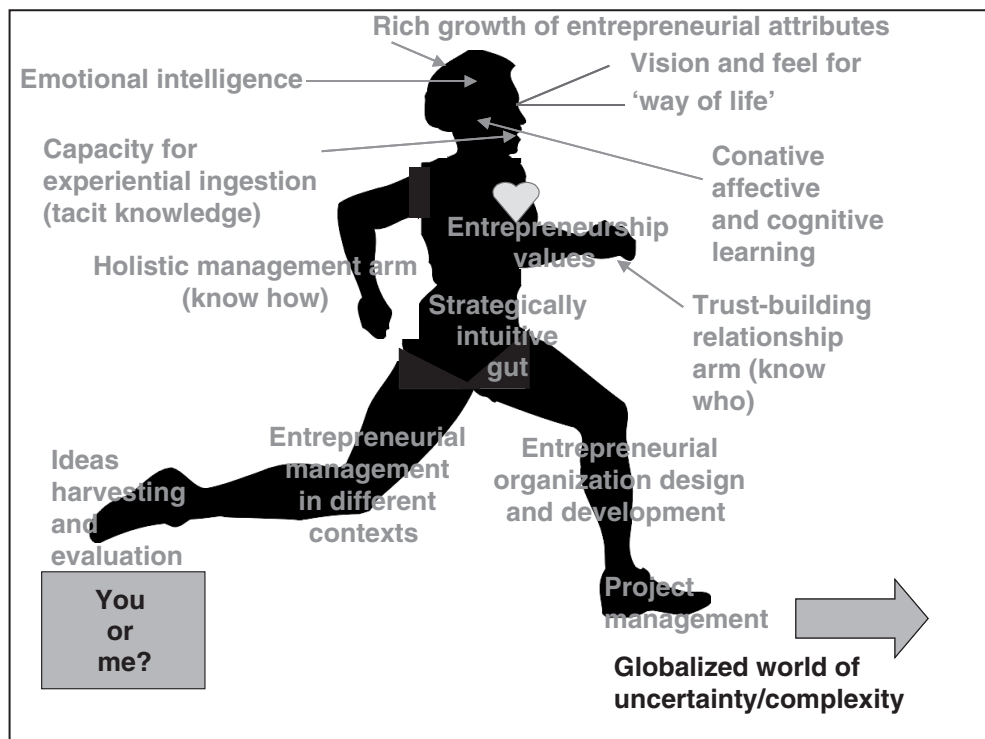 Rich growth of entrepreneurial attributes
Emotional intelligence
Vision and feel for
‘way of life’
Capacity for
experiential ingestion
(tacit knowledge)
Conative
affective
and cognitive
learning
Entrepreneurship
values
Holistic management arm
(know how)
Strategically
intuitive
gut
Trust-building
relationship
arm (know
who)
Ideas
harvesting
and
evaluation
Entrepreneurial
management
in different
contexts
Entrepreneurial
organization design
and development
You
or
me?
Project
management
Globalized world of
uncertainty/complexity